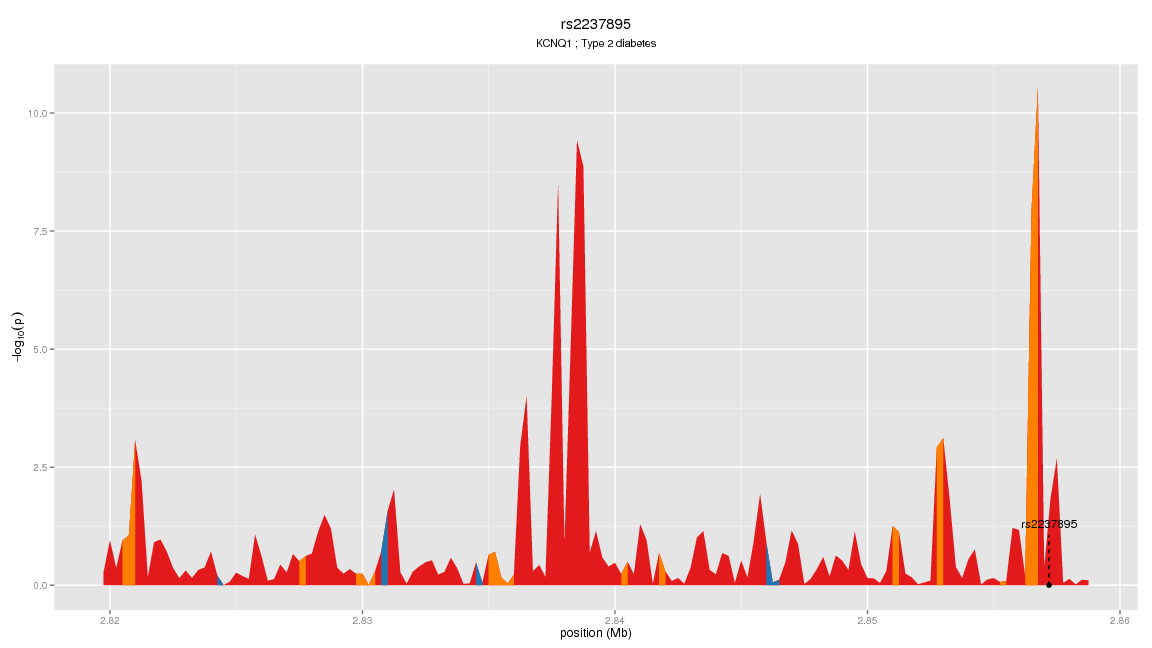 rs2237895
KCNQ1 ; Type 2 diabetes
10.0
7.5
5.0
2.5
0.0
−log10(p)
rs2237895
2.82
2.83
2.84
2.85
2.86
position (Mb)